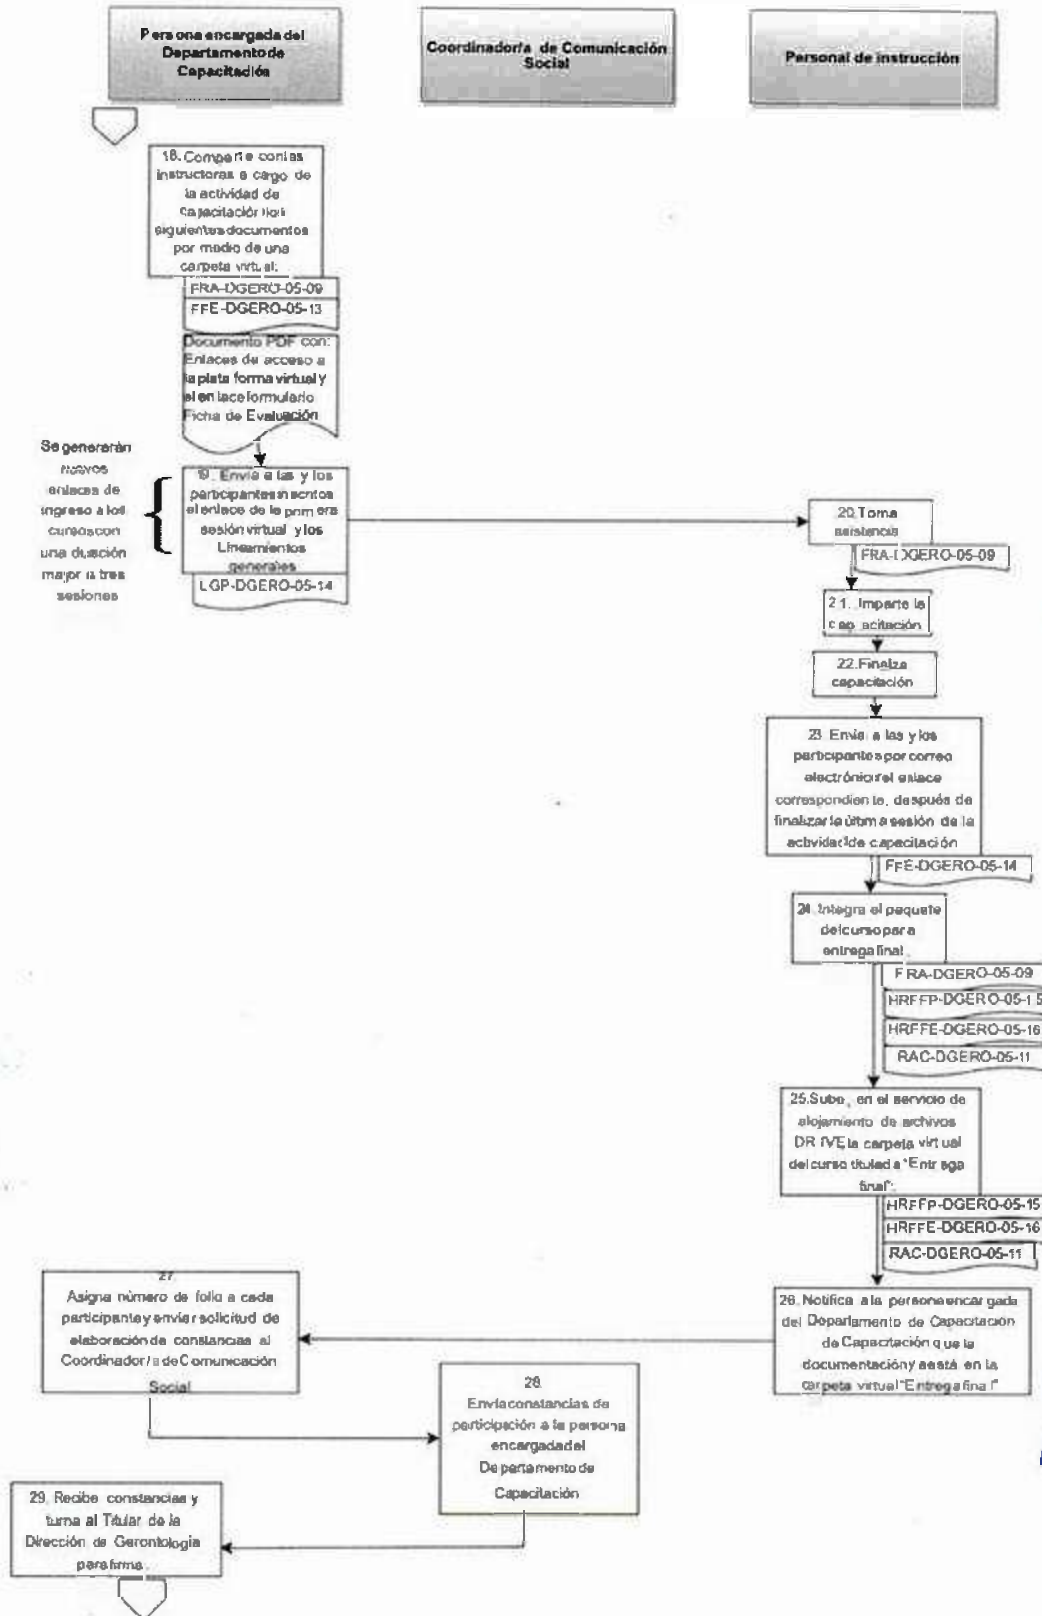 Persona encargada del
Departamento de
Capacitación
Coordinador/a de Comunicación
Social
Personal de instrucción
18. Comparte con las
instructoras a cargo de
la actividad de
capacitación los
siguientes documentos
por medio de una
carpeta virtual:
FRA-DGERO-05-09
FFE-DGERO-05-13
Documento PDF con:
Enlaces de acceso a
la plata forma virtual y
el enlace formulario
Ficha de Evaluación
Se generarán
nuevos
enlaces de
ingreso a los
cursos con
una duración
mayor a tres
sesiones
19. Envía a las y los
participantes inscritos
el enlace de la primera
sesión virtual y los
Lineamientos
generales
LGP-DGERO-05-14
20. Toma
asistencia
FRA-DGERO-05-09
21. Imparte la
capacitación
22. Finaliza
capacitación
23. Envía a las y los
participantes por correo
electrónico el enlace
correspondiente, después de
finalizar la última sesión de la
actividad de capacitación
FFE-DGERO-05-14
24. Integra el paquete
del curso para
entrega final.
FRA-DGERO-05-09
HRFFP-DGERO-05-15
HRFFE-DGERO-05-16
RAC-DGERO-05-11
25. Sube, en el servicio de
alojamiento de archivos
DRIVE, la carpeta virtual
del curso titulada "Entrega
final".
HRFFP-DGERO-05-15
HRFFE-DGERO-05-16
RAC-DGERO-05-11
26. Notifica a la persona encargada
del Departamento de Capacitación
de Capacitación que la
documentación ya está en la
carpeta virtual "Entrega final"
27.
Asigna número de folio a cada
participante y enviar solicitud de
elaboración de constancias al
Coordinador/a de Comunicación
Social
28.
Envía constancias de
participación a la persona
encargada del
Departamento de
Capacitación
29. Recibe constancias y
turna al Titular de la
Dirección de Gerontología
para firma.